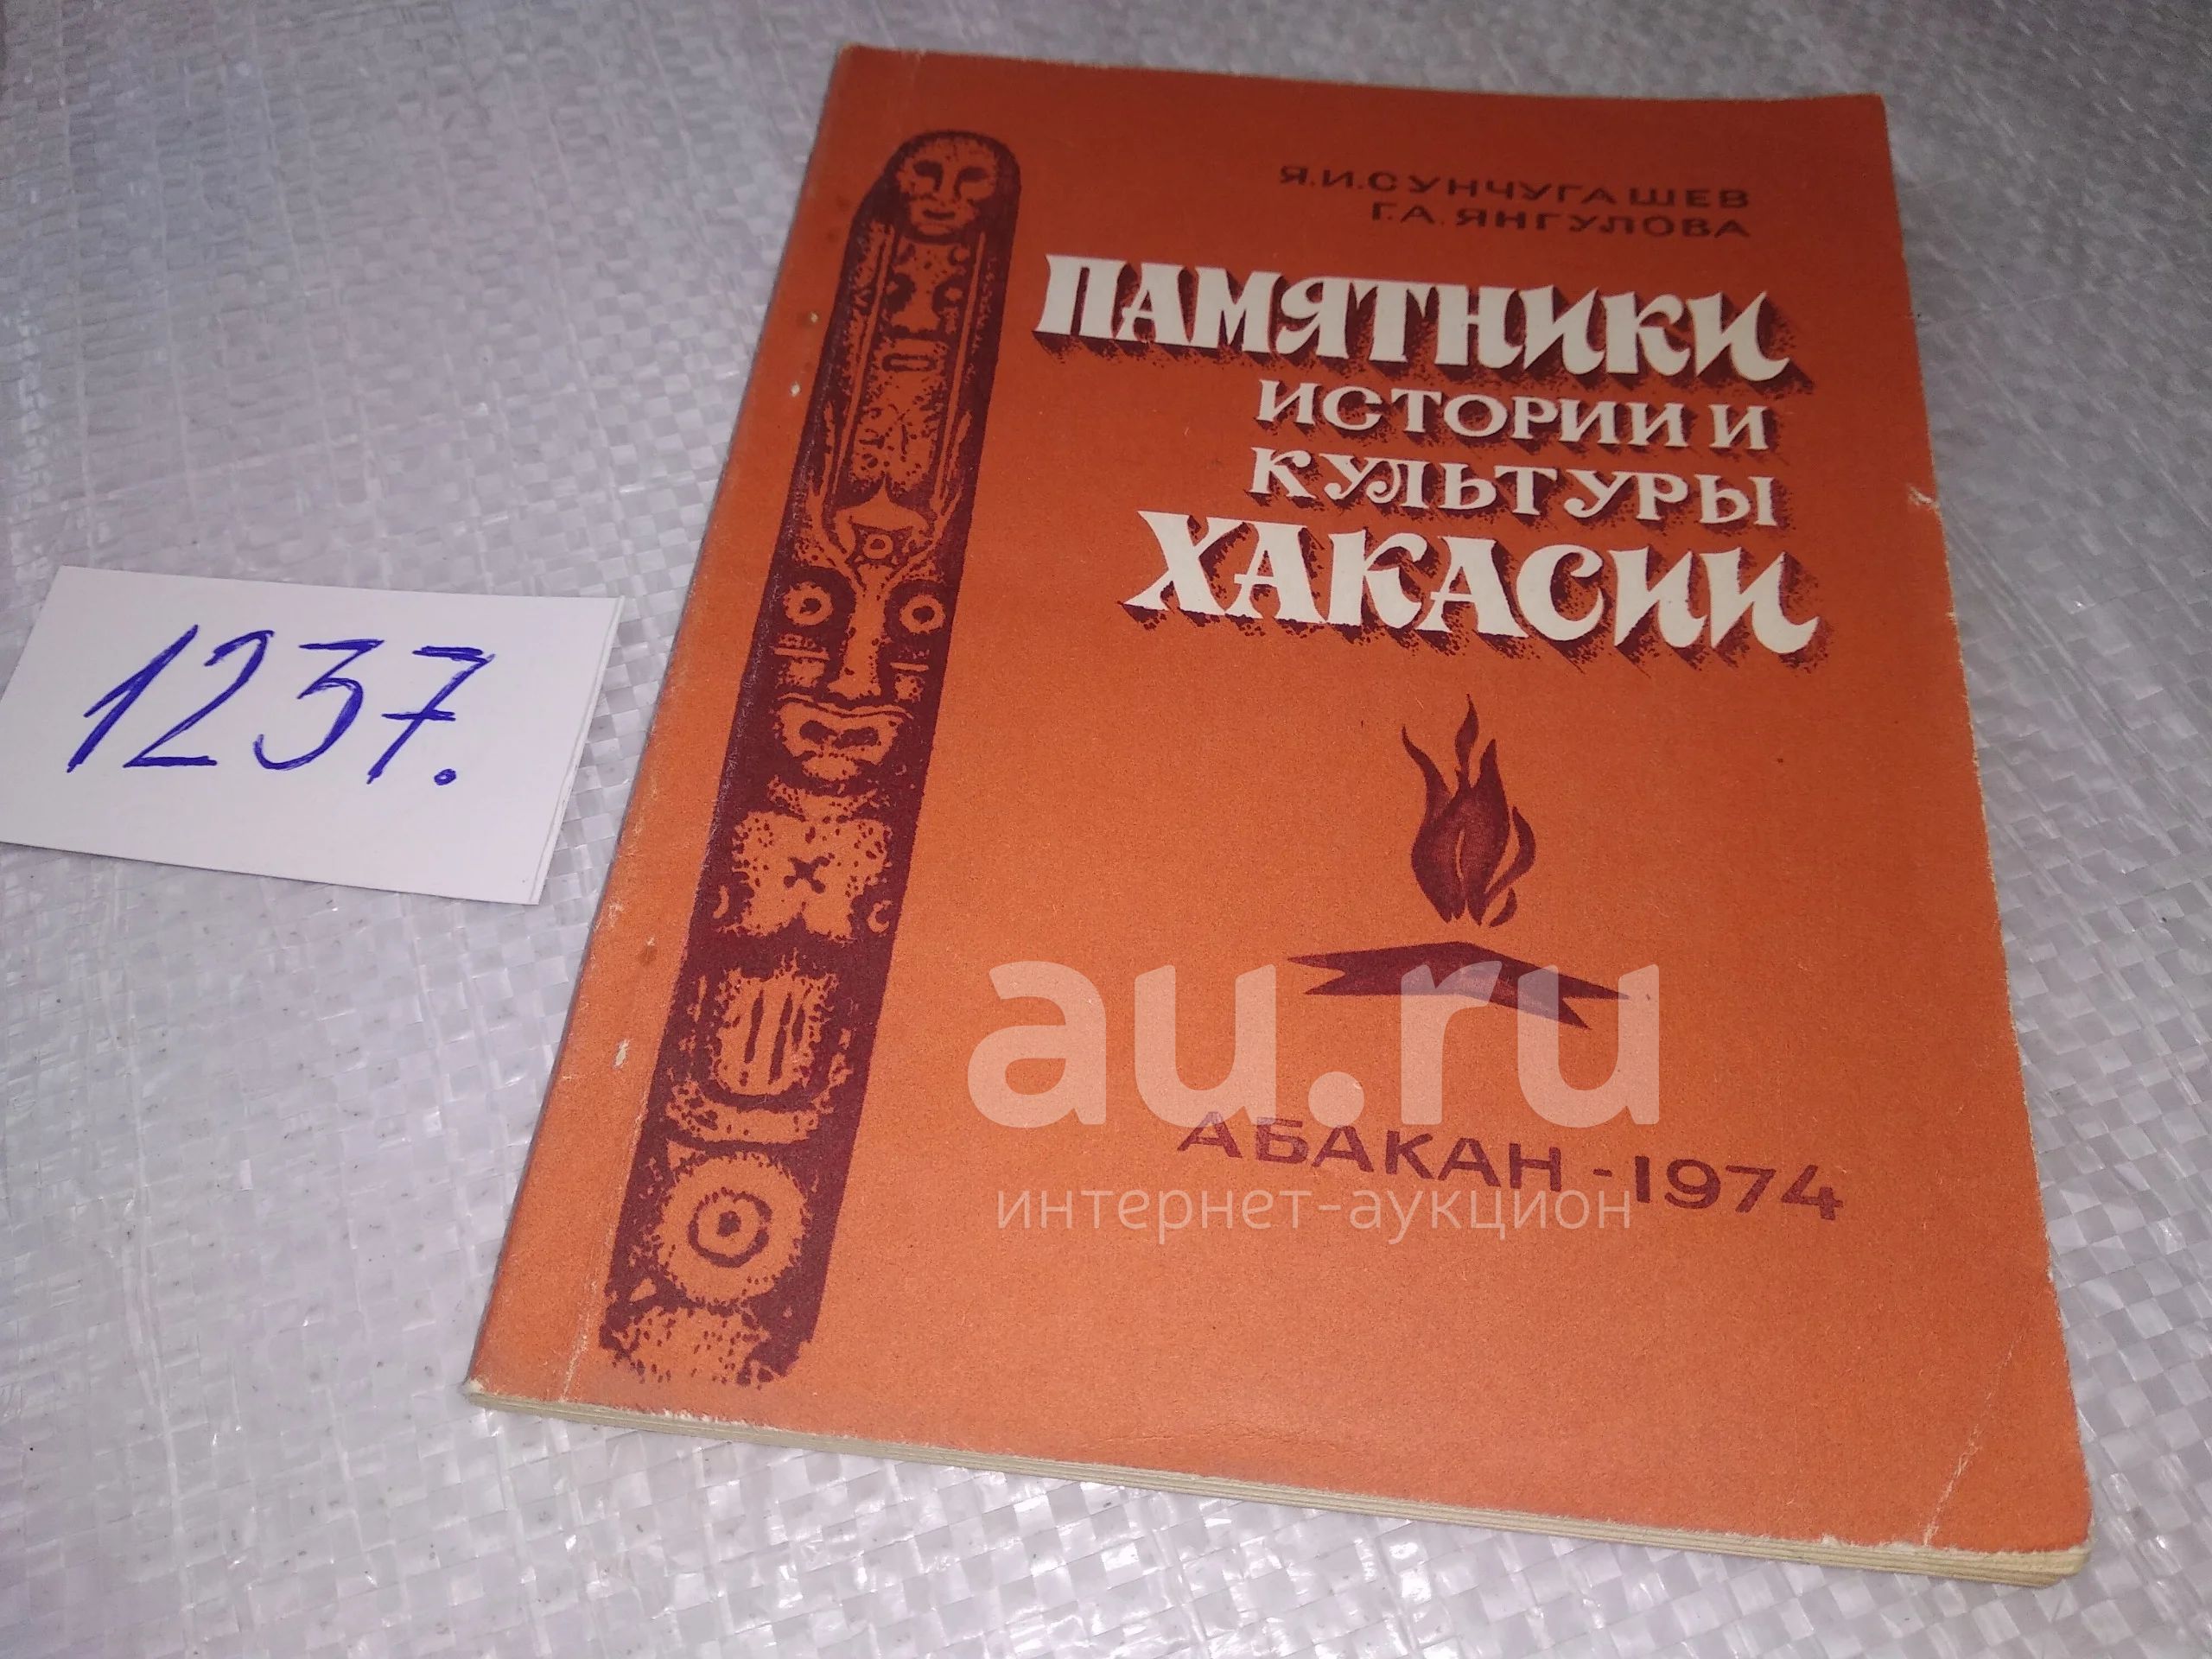 Я.И.СУНЧУГАШЕВ
Г.А.ЯНГУЛОВА
ПАМЯТНИКИ
ИСТОРИИ И
КУЛЬТУРЫ
ХАКАСИИ
1237.
au.ru
АБАКАН-1974
интернет-аукцион